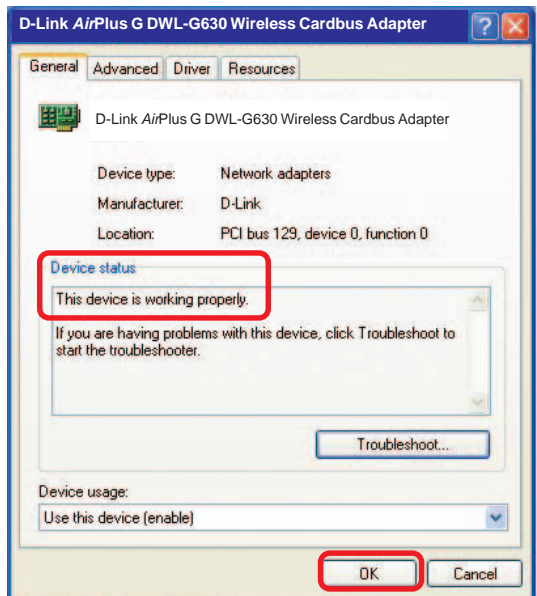 D-Link AirPlus G DWL-G630 Wireless Cardbus Adapter
General Advanced Driver Resources
D-Link AirPlus G DWL-G630 Wireless Cardbus Adapter
Device type: Network adapters
Manufacturer: D-Link
Location: PCI bus 129, device 0, function 0
Device status
This device is working properly.
If you are having problems with this device, click Troubleshoot to
start the troubleshooter.
Troubleshoot...
Device usage:
Use this device (enable)
OK Cancel